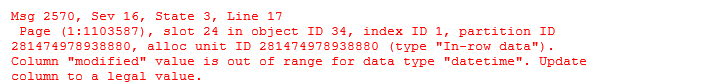 Msg 2570, Sev 16, State 3, Line 17
Page (1:1103587), slot 24 in object ID 34, index ID 1, partition ID
281474978938880, alloc unit ID 281474978938880 (type "In-row data").
Column "modified" value is out of range for data type "datetime". Update
column to a legal value.